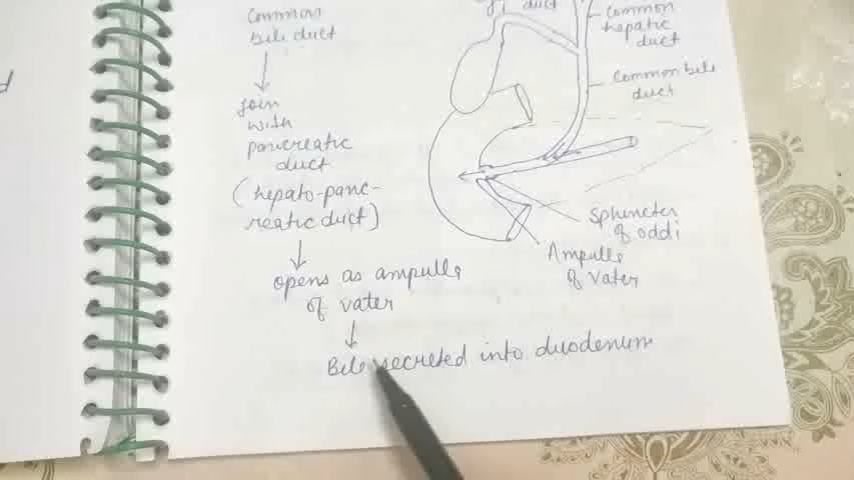 Common
bile duct
Join
with
pancreatic
duct
(hepato-panc-
reatic duct)
opens as ampulla
of vater
Bile secreted into duodenum
duct
Common
hepatic
duct
Common bile
duct
Sphincter
of oddi
Ampulla
of Vater